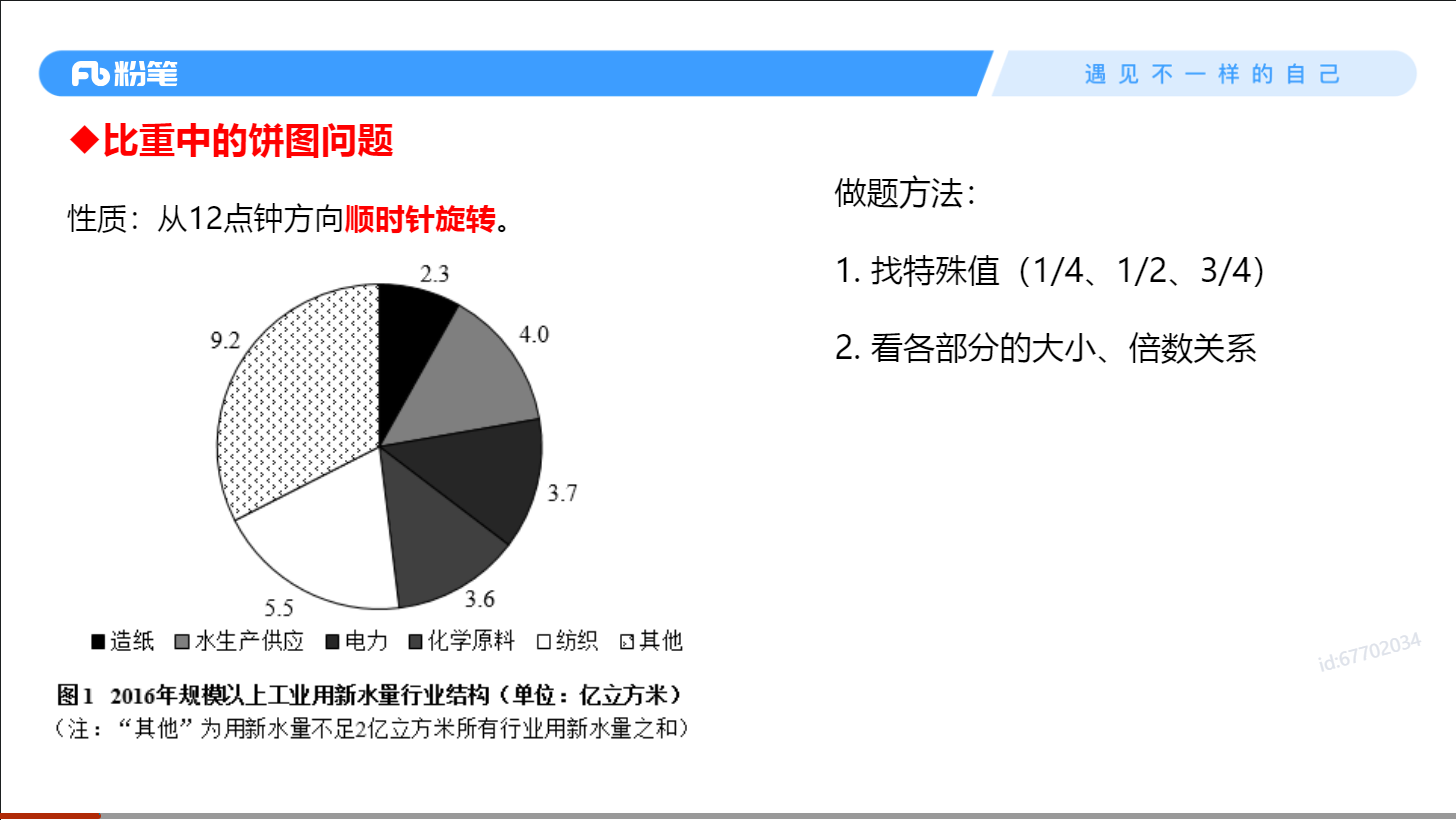 粉笔
遇见不一样的自己
◆比重中的饼图问题
性质：从12点钟方向顺时针旋转。
2.3
4.0
3.7
3.6
5.5
9.2
造纸 水生产供应 电力 化学原料 纺织 其他
图1 2016年规模以上工业用新水量行业结构（单位：亿立方米）
（注：“其他”为用新水量不足2亿立方米所有行业用新水量之和）
做题方法：
1. 找特殊值（1/4、1/2、3/4）
2. 看各部分的大小、倍数关系
id:67702034